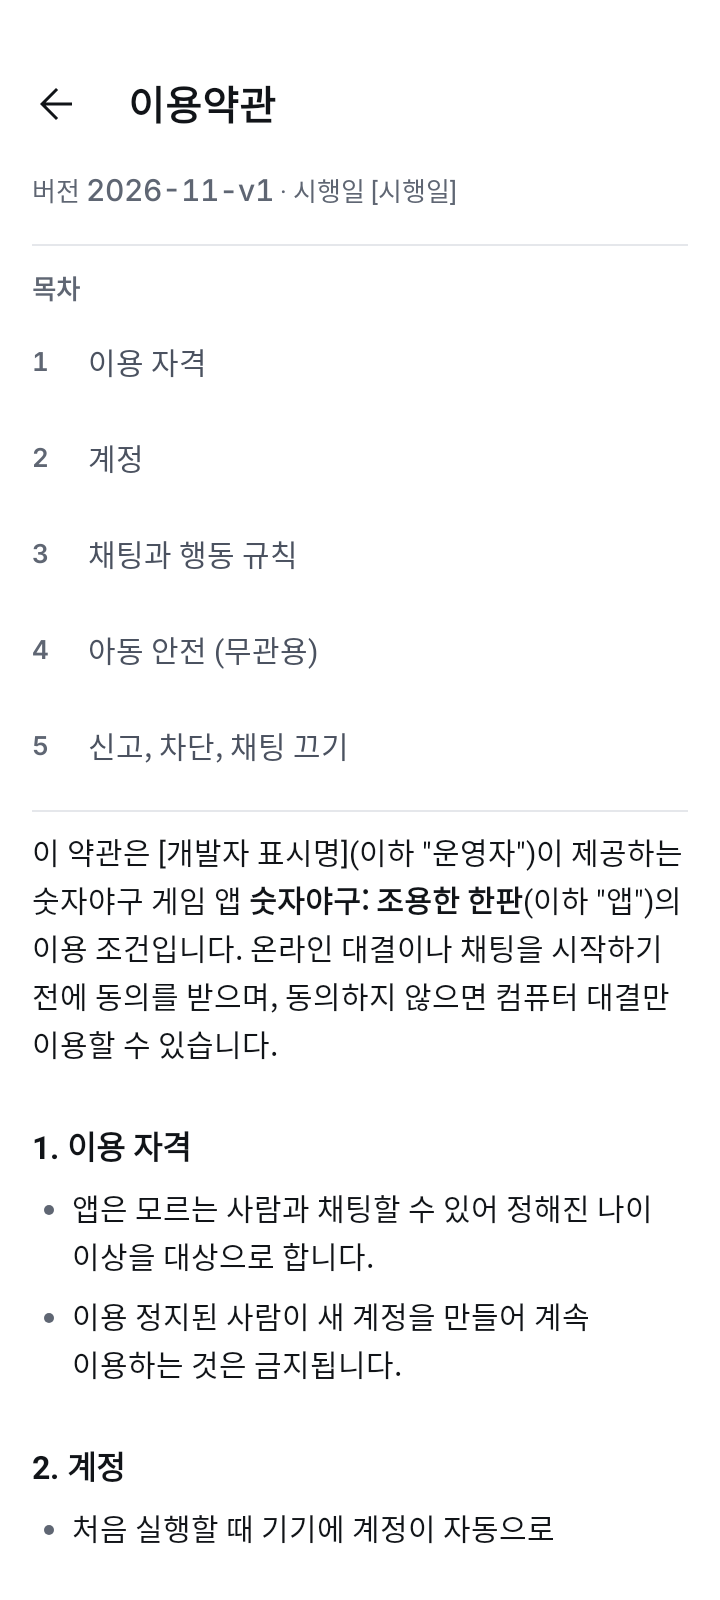 이용약관
버전 2026-11-v1 · 시행일 [시행일]
목차
1 이용 자격
2 계정
3 채팅과 행동 규칙
4 아동 안전 (무관용)
5 신고, 차단, 채팅 끄기
이 약관은 [개발자 표시명](이하 "운영자")이 제공하는
숫자야구 게임 앱 숫자야구: 조용한 한판(이하 "앱")의
이용 조건입니다. 온라인 대결이나 채팅을 시작하기
전에 동의를 받으며, 동의하지 않으면 컴퓨터 대결만
이용할 수 있습니다.
1. 이용 자격
• 앱은 모르는 사람과 채팅할 수 있어 정해진 나이
이상을 대상으로 합니다.
• 이용 정지된 사람이 새 계정을 만들어 계속
이용하는 것은 금지됩니다.
2. 계정
• 처음 실행할 때 기기에 계정이 자동으로